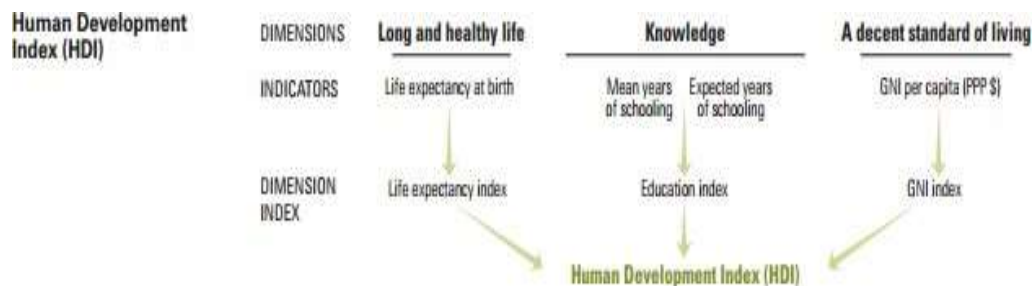 Human Development
Index (HDI)
DIMENSIONS
Long and healthy life
Knowledge
A decent standard of living
INDICATORS
Life expectancy at birth
Mean years
of schooling
Expected years
of schooling
GNI per capita (PPP $)
DIMENSION
INDEX
Life expectancy index
Education index
GNI index
Human Development Index (HDI)